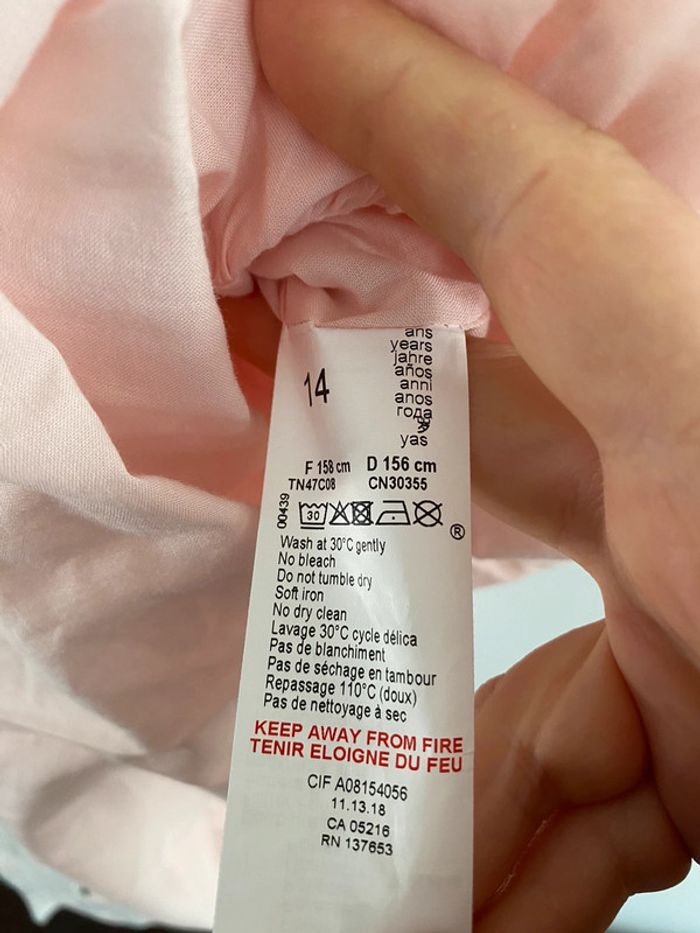 14
ans
years
jahre
años
anni
anos
года
yas
F 158 cm D 156 cm
TN47C08 CN30355
00439
30
®
Wash at 30°C gently
No bleach
Do not tumble dry
Soft iron
No dry clean
Lavage 30°C cycle délica
Pas de blanchiment
Pas de séchage en tambour
Repassage 110°C (doux)
Pas de nettoyage à sec
KEEP AWAY FROM FIRE
TENIR ELOIGNE DU FEU
CIF A08154056
11.13.18
CA 05216
RN 137653